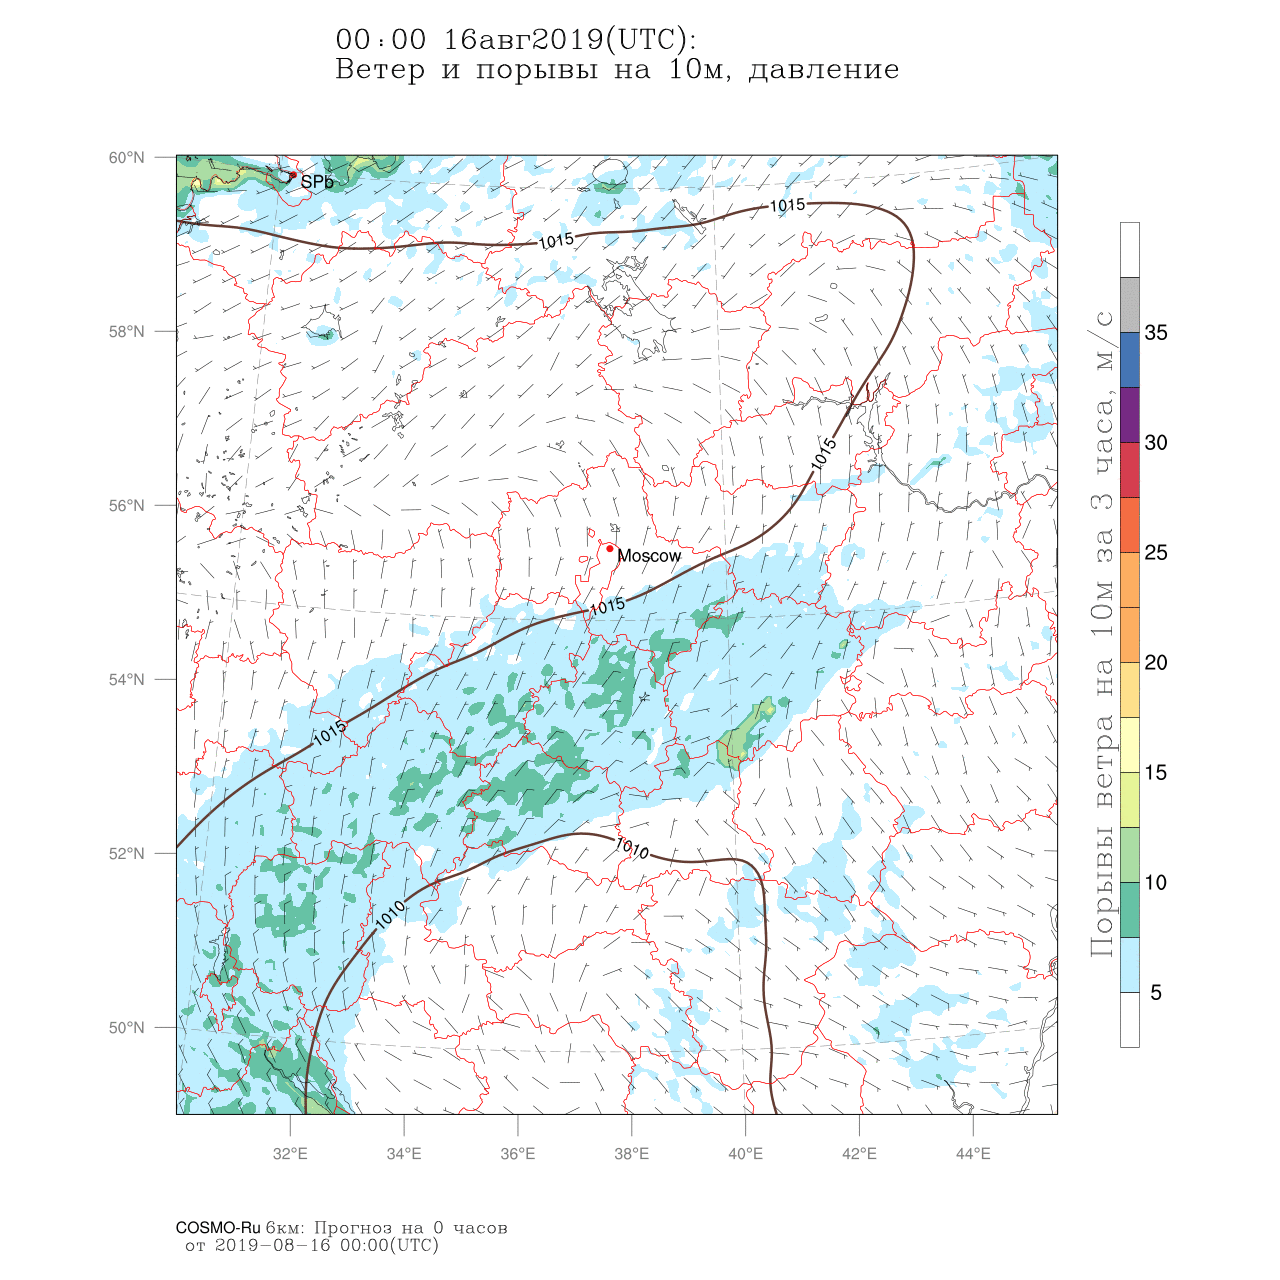 00:00 16авг2019(UTC):
Ветер и порывы на 10м, давление
60°N
58°N
56°N
54°N
52°N
50°N
32°E
34°E
36°E
38°E
40°E
42°E
44°E
SPb
Moscow
1015
1015
1015
1015
1015
1010
1010
Порывы ветра на 10м за 3 часа, м/с
35
30
25
20
15
10
5
COSMO-Ru 6км: Прогноз на 0 часов
от 2019-08-16 00:00(UTC)